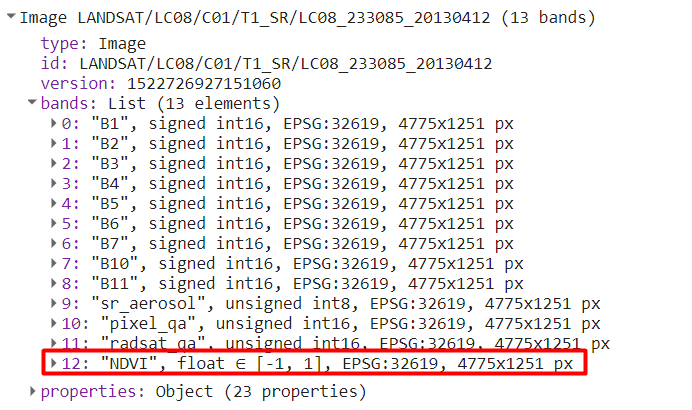 Image LANDSAT/LC08/C01/T1_SR/LC08_233085_20130412 (13 bands)
type: Image
id: LANDSAT/LC08/C01/T1_SR/LC08_233085_20130412
version: 1522726927151060
bands: List (13 elements)
0: "B1", signed int16, EPSG:32619, 4775x1251 px
1: "B2", signed int16, EPSG:32619, 4775x1251 px
2: "B3", signed int16, EPSG:32619, 4775x1251 px
3: "B4", signed int16, EPSG:32619, 4775x1251 px
4: "B5", signed int16, EPSG:32619, 4775x1251 px
5: "B6", signed int16, EPSG:32619, 4775x1251 px
6: "B7", signed int16, EPSG:32619, 4775x1251 px
7: "B10", signed int16, EPSG:32619, 4775x1251 px
8: "B11", signed int16, EPSG:32619, 4775x1251 px
9: "sr_aerosol", unsigned int8, EPSG:32619, 4775x1251 px
10: "pixel_qa", unsigned int16, EPSG:32619, 4775x1251 px
11: "radsat_qa", unsigned int16, EPSG:32619, 4775x1251 px
12: "NDVI", float ∈ [-1, 1], EPSG:32619, 4775x1251 px
properties: Object (23 properties)